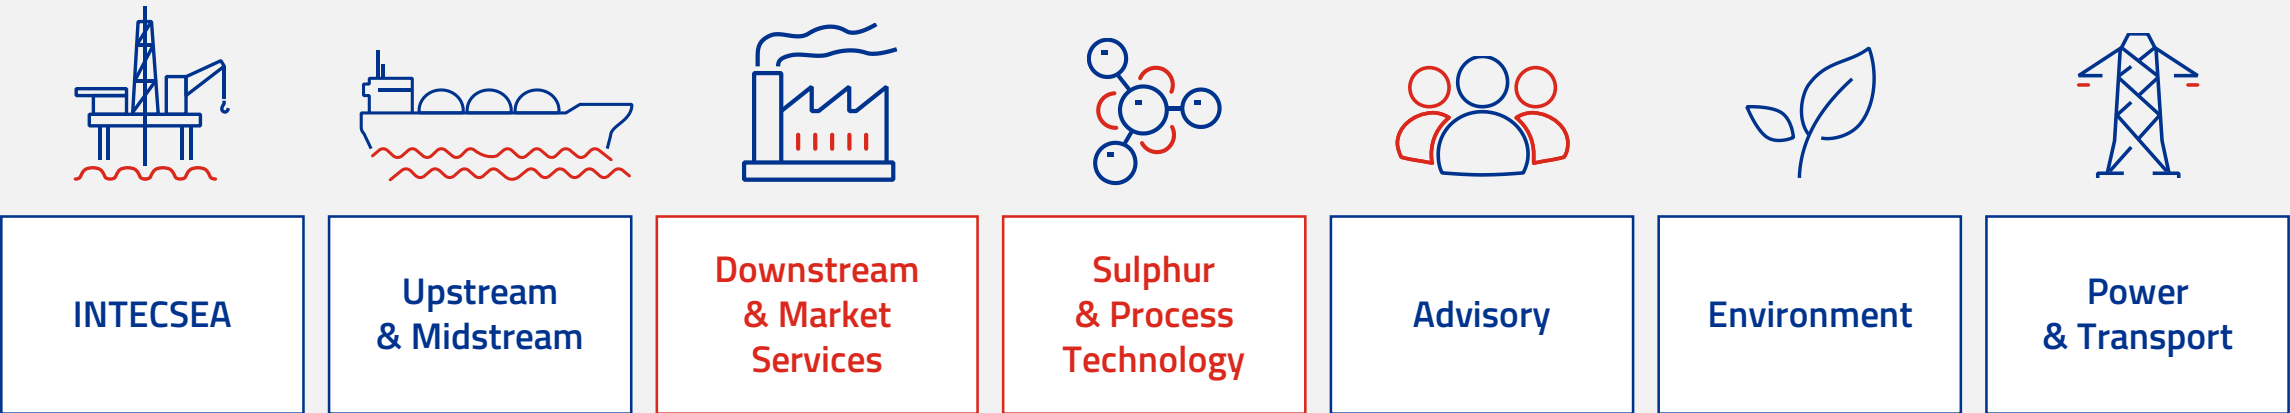 INTECSEA
Upstream
& Midstream
Downstream
& Market
Services
Sulphur
& Process
Technology
Advisory
Environment
Power
& Transport